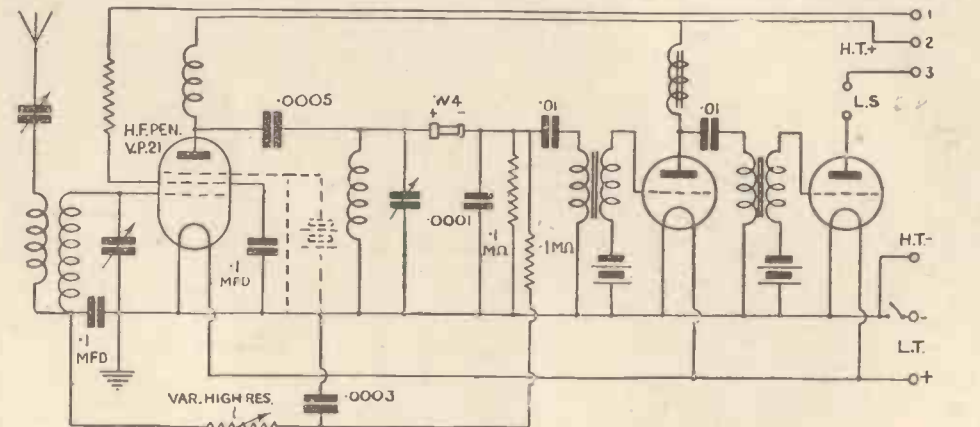 1
2
H.T.+
3
L.S
.0005
W4
+ -
.01
.01
H.F.PEN.
V.P.21
.0001
.1
MΩ
.1MΩ
.1
MFD
.1
MFD
H.T.-
-
L.T.
+
VAR. HIGH RES.
.0003